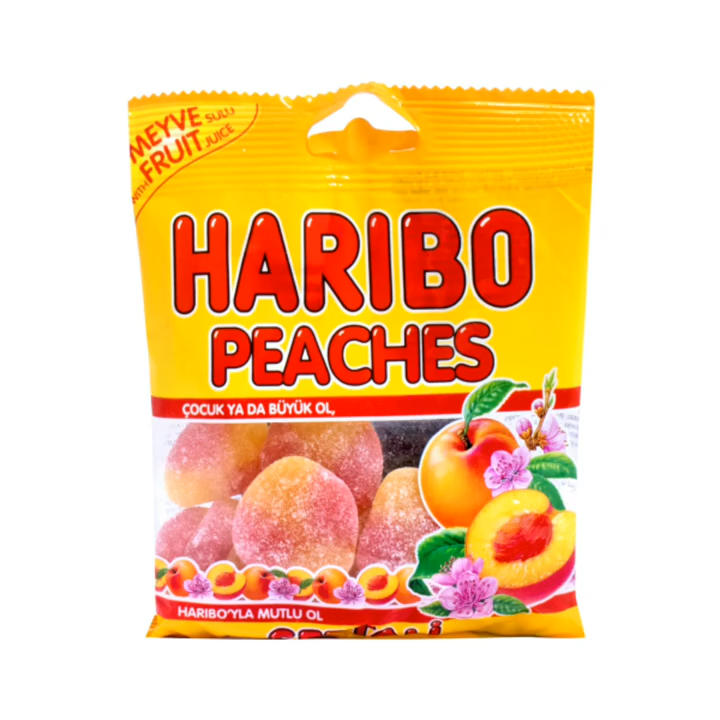 MEYVE SULU
WITH FRUIT JUICE
HARIBO
PEACHES
ÇOCUK YA DA BÜYÜK OL,
HARIBO'YLA MUTLU OL